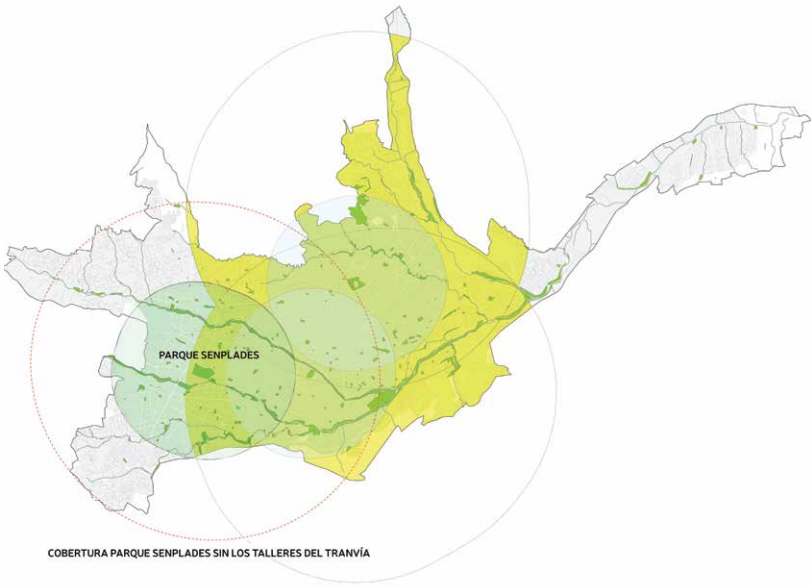 PARQUE SENPLADES
COBERTURA PARQUE SENPLADES SIN LOS TALLERES DEL TRANVÍA